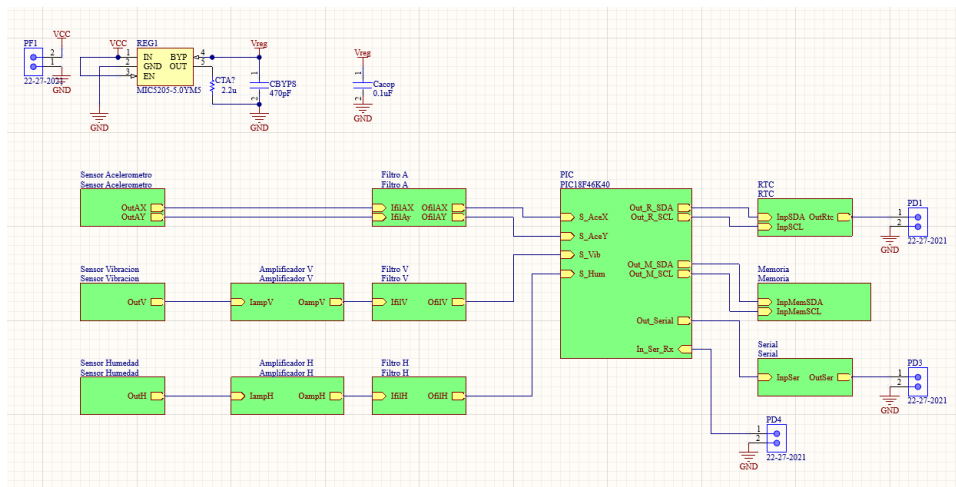 PF1
VCC
2
1
22-27-2021
GND
VCC
REG1
1
2
3
IN
GND
EN
BYP
OUT
4
5
MIC5205-5.0YM5
GND
CTA?
2.2u
Vreg
1
2
CBYPS
470pF
GND
Vreg
1
2
Cacop
0.1uF
GND
Sensor Acelerometro
Sensor Acelerometro
OutAX
OutAY
Filtro A
Filtro A
IfilAX
IfilAy
OfilAX
OfilAY
Sensor Vibracion
Sensor Vibracion
OutV
Amplificador V
Amplificador V
IampV
OampV
Filtro V
Filtro V
IfilV
OfilV
Sensor Humedad
Sensor Humedad
OutH
Amplificador H
Amplificador H
IampH
OampH
Filtro H
Filtro H
IfilH
OfilH
PIC
PIC18F46K40
S_AceX
S_AceY
S_Vib
S_Hum
Out_R_SDA
Out_R_SCL
Out_M_SDA
Out_M_SCL
Out_Serial
In_Ser_Rx
RTC
RTC
InpSDA
InpSCL
OutRtc
PD1
1
2
GND
22-27-2021
Memoria
Memoria
InpMemSDA
InpMemSCL
Serial
Serial
InpSer
OutSer
PD3
1
2
GND
22-27-2021
PD4
1
2
GND
22-27-2021